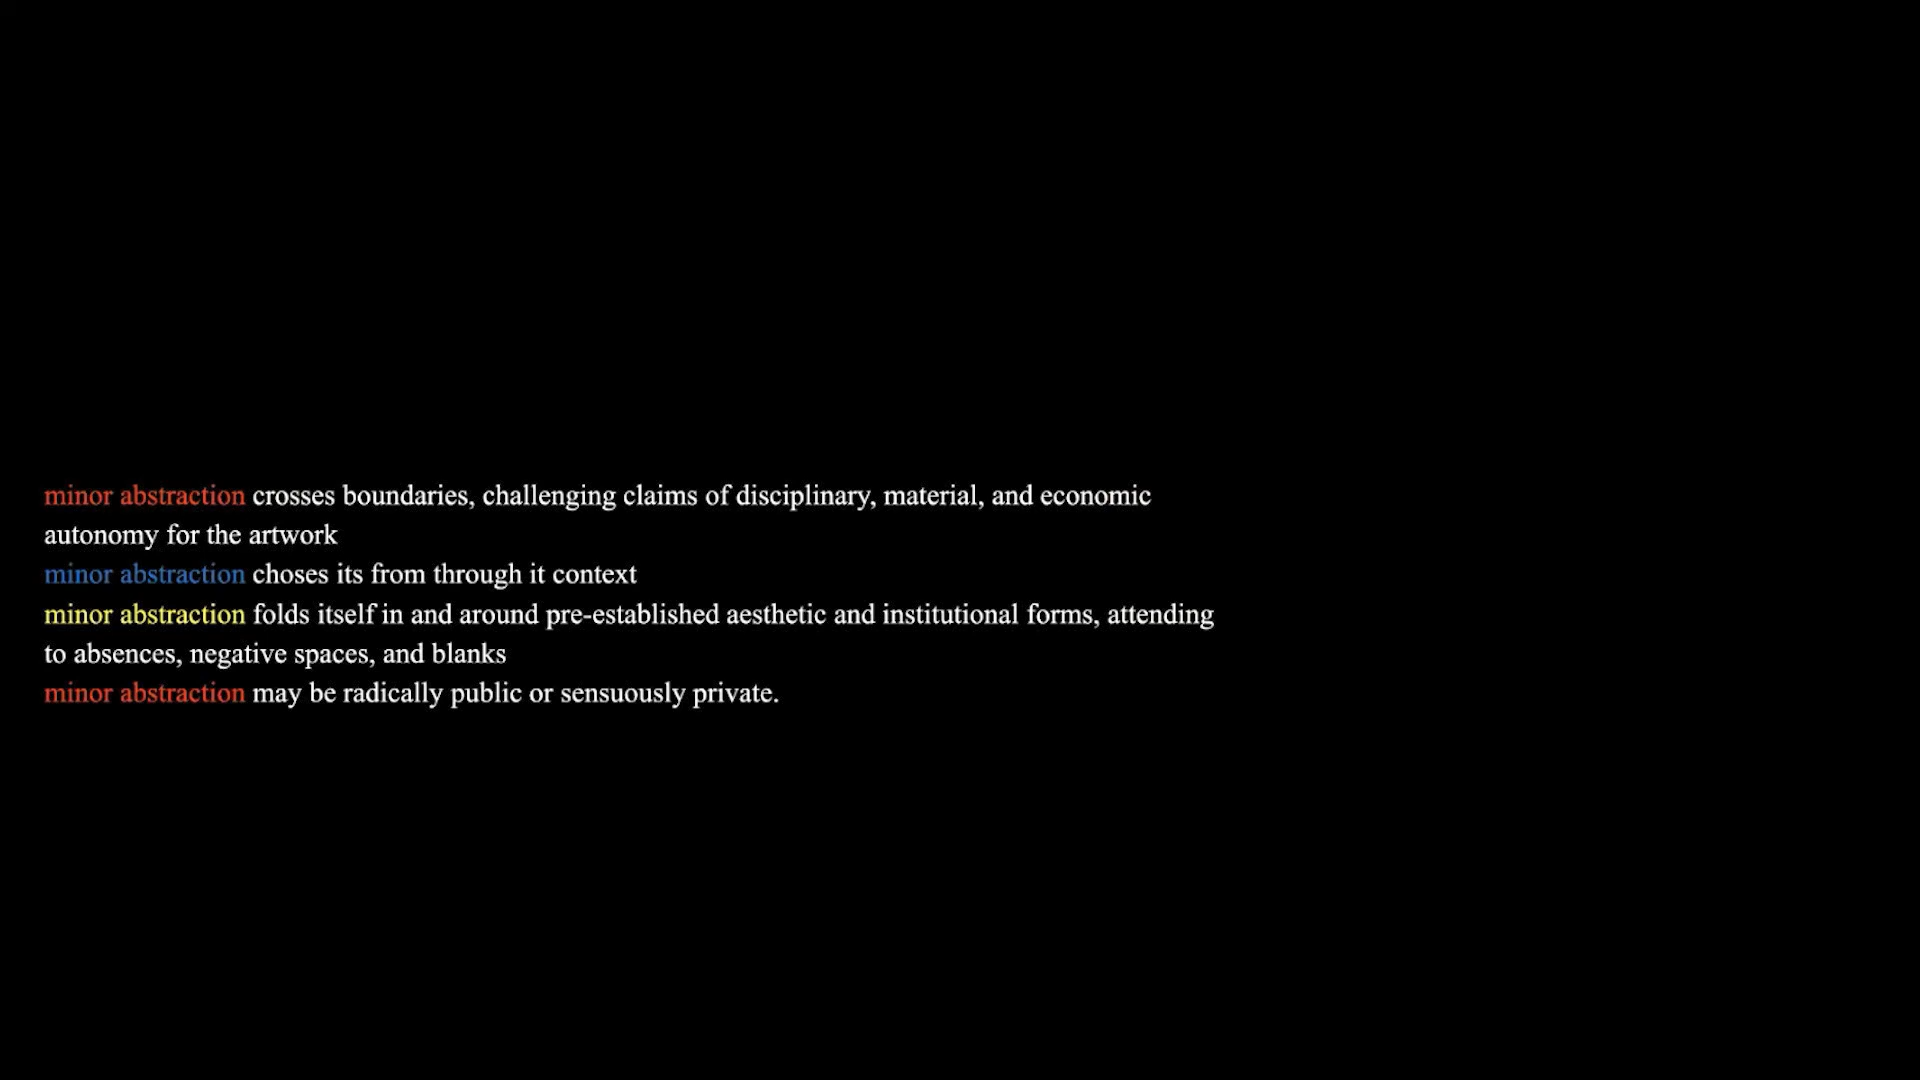 minor abstraction crosses boundaries, challenging claims of disciplinary, material, and economic
autonomy for the artwork
minor abstraction choses its from through it context
minor abstraction folds itself in and around pre-established aesthetic and institutional forms, attending
to absences, negative spaces, and blanks
minor abstraction may be radically public or sensuously private.